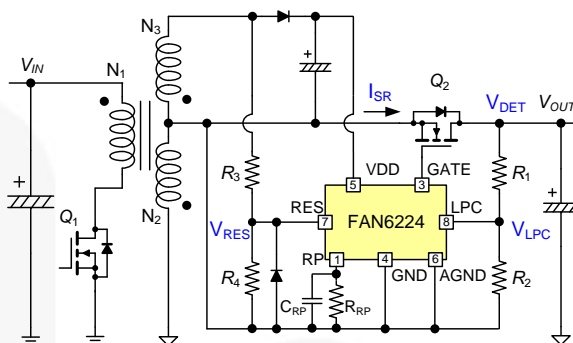 N3
VIN
N1
+
ISR
Q2
VDET
VOUT
+
Q1
N2
R3
VDD
GATE
R1
5
3
RES
FAN6224
LPC
VRES
7
8
VLPC
RP
1
4
6
GND
AGND
R4
CRP
RRP
R2
+
+